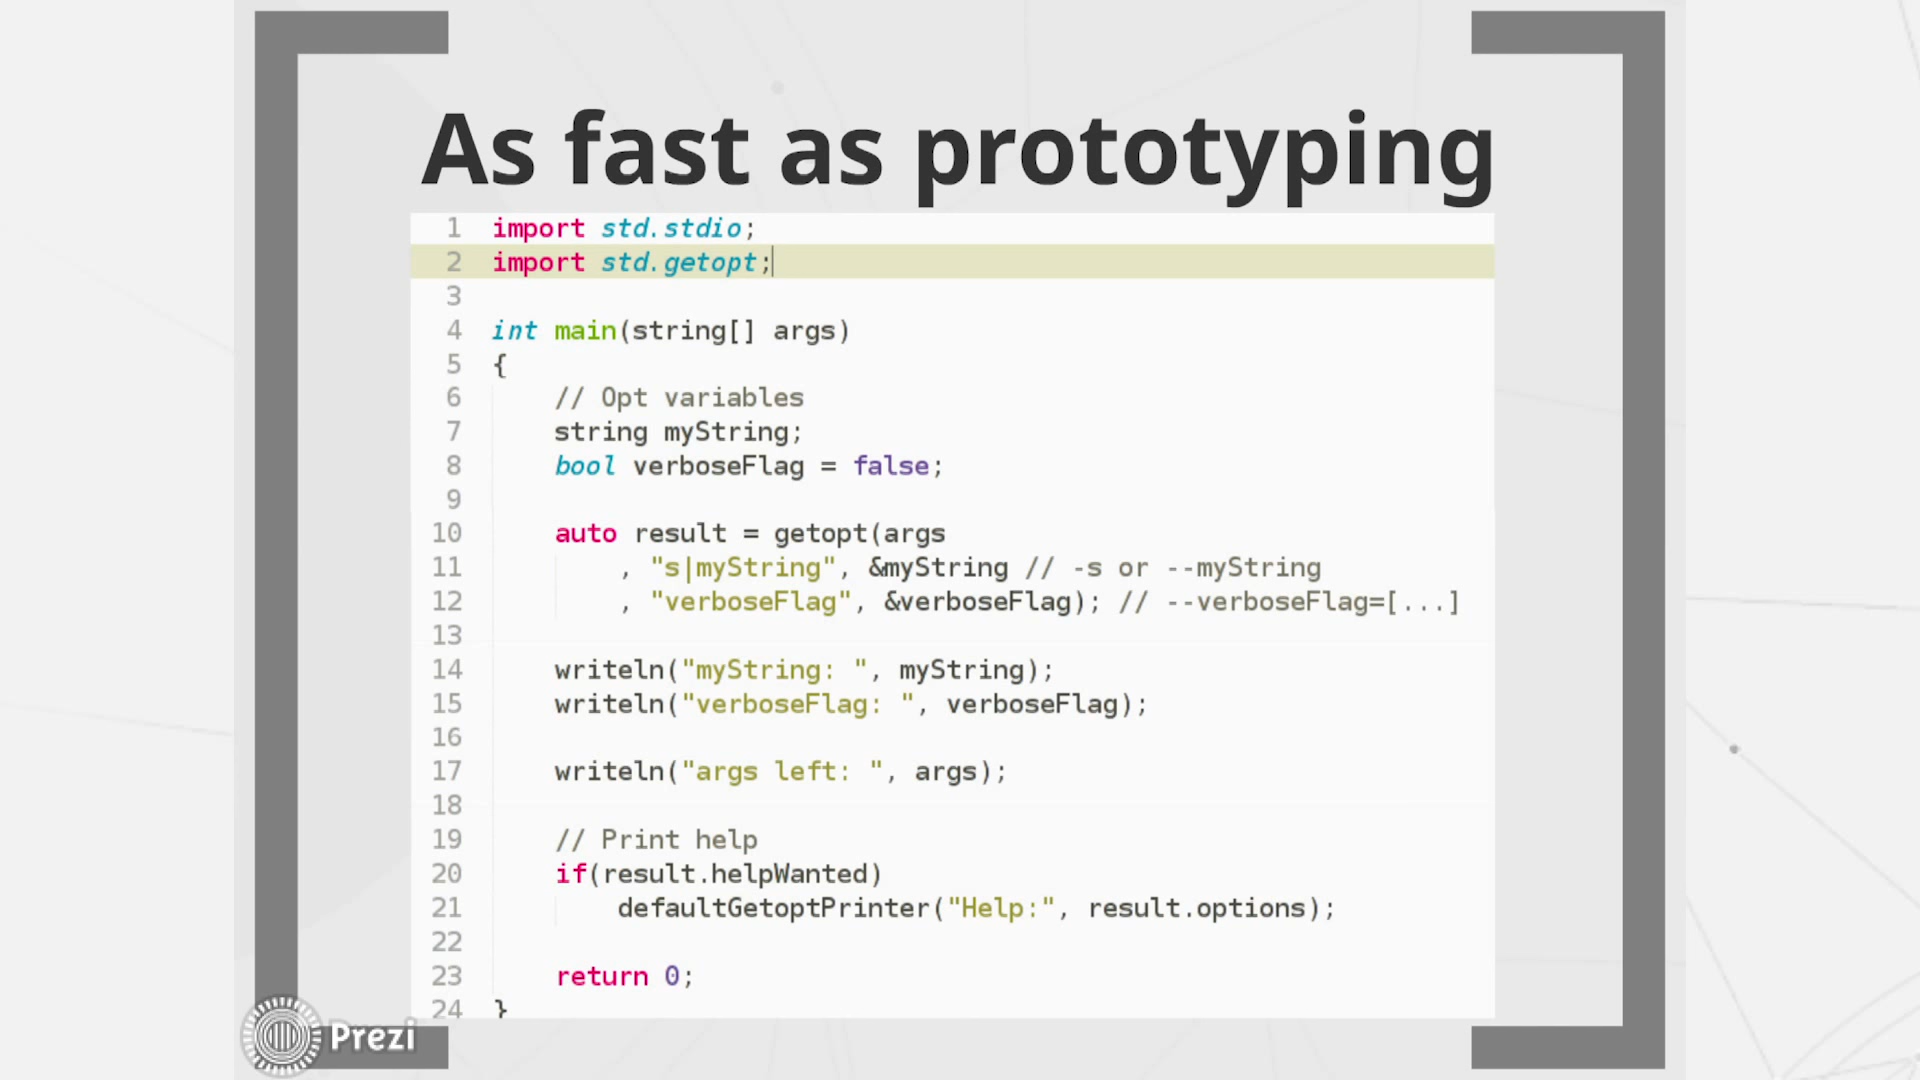 As fast as prototyping
1 import std.stdio;
2 import std.getopt;
3
4 int main(string[] args)
5 {
6     // Opt variables
7     string myString;
8     bool verboseFlag = false;
9
10     auto result = getopt(args
11         , "s|myString", &myString // -s or --myString
12         , "verboseFlag", &verboseFlag); // --verboseFlag=[...]
13
14     writeln("myString: ", myString);
15     writeln("verboseFlag: ", verboseFlag);
16
17     writeln("args left: ", args);
18
19     // Print help
20     if(result.helpWanted)
21         defaultGetoptPrinter("Help:", result.options);
22
23     return 0;
24 }
Prezi